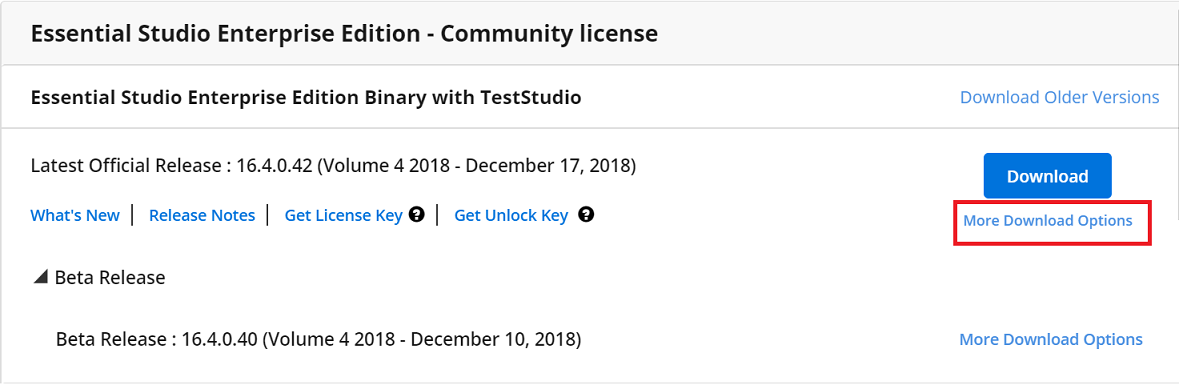 Essential Studio Enterprise Edition - Community license
Essential Studio Enterprise Edition Binary with TestStudio
Download Older Versions
Latest Official Release : 16.4.0.42 (Volume 4 2018 - December 17, 2018)
Download
What's New | Release Notes | Get License Key ? | Get Unlock Key ?
More Download Options
Beta Release
Beta Release : 16.4.0.40 (Volume 4 2018 - December 10, 2018)
More Download Options